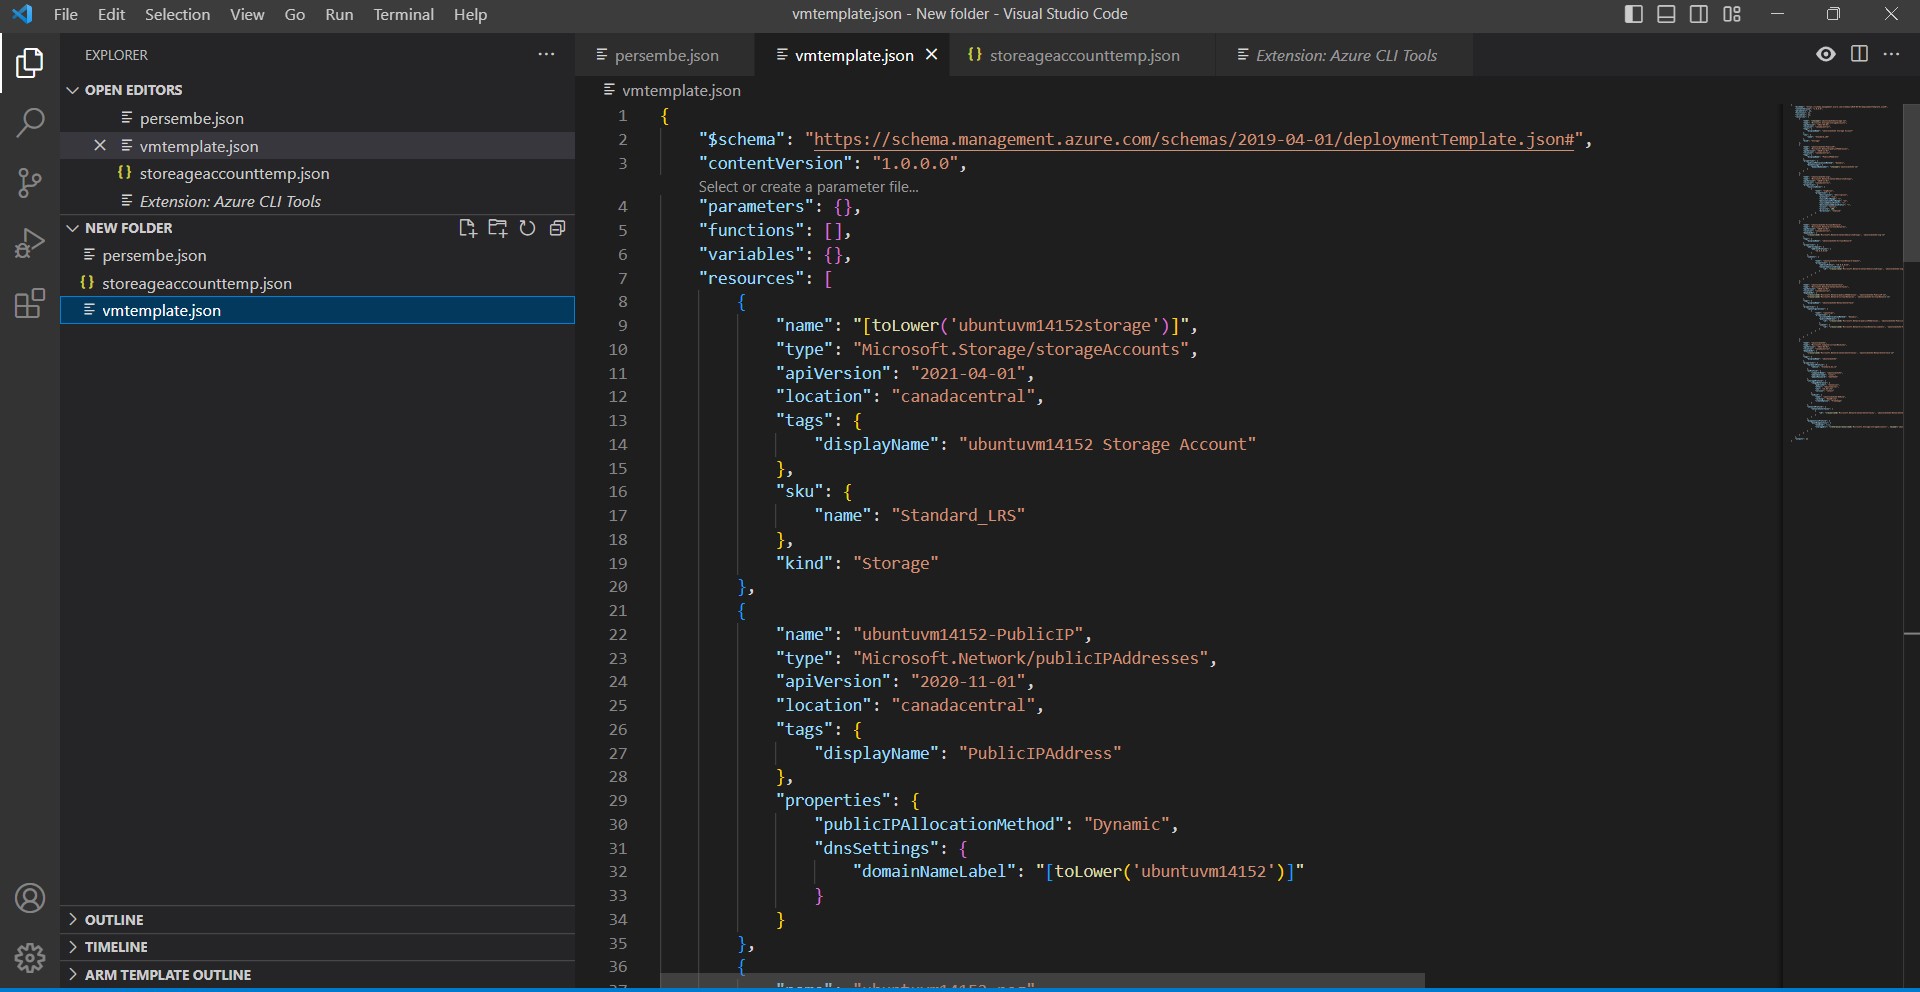 File Edit Selection View Go Run Terminal Help
vmtemplate.json - New folder - Visual Studio Code
EXPLORER
OPEN EDITORS
persembe.json
vmtemplate.json
storeageaccounttemp.json
Extension: Azure CLI Tools
NEW FOLDER
persembe.json
storeageaccounttemp.json
vmtemplate.json
OUTLINE
TIMELINE
ARM TEMPLATE OUTLINE
persembe.json vmtemplate.json storeageaccounttemp.json Extension: Azure CLI Tools
vmtemplate.json
1 {
2 "$schema": "https://schema.management.azure.com/schemas/2019-04-01/deploymentTemplate.json#",
3 "contentVersion": "1.0.0.0",
Select or create a parameter file...
4 "parameters": {},
5 "functions": [],
6 "variables": {},
7 "resources": [
8 {
9 "name": "[toLower('ubuntuvm14152storage')]",
10 "type": "Microsoft.Storage/storageAccounts",
11 "apiVersion": "2021-04-01",
12 "location": "canadacentral",
13 "tags": {
14 "displayName": "ubuntuvm14152 Storage Account"
15 },
16 "sku": {
17 "name": "Standard_LRS"
18 },
19 "kind": "Storage"
20 },
21 {
22 "name": "ubuntuvm14152-PublicIP",
23 "type": "Microsoft.Network/publicIPAddresses",
24 "apiVersion": "2020-11-01",
25 "location": "canadacentral",
26 "tags": {
27 "displayName": "PublicIPAddress"
28 },
29 "properties": {
30 "publicIPAllocationMethod": "Dynamic",
31 "dnsSettings": {
32 "domainNameLabel": "[toLower('ubuntuvm14152')]"
33 }
34 }
35 },
36 {
37 "name": "ubuntuvm14152-nsg"